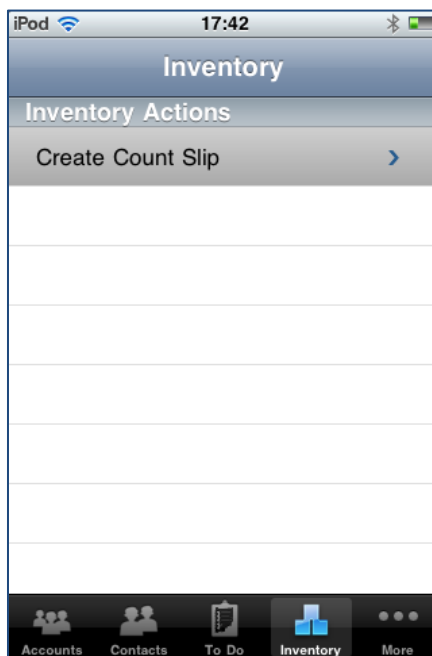 iPod 17:42
Inventory
Inventory Actions
Create Count Slip
Accounts Contacts To Do Inventory More